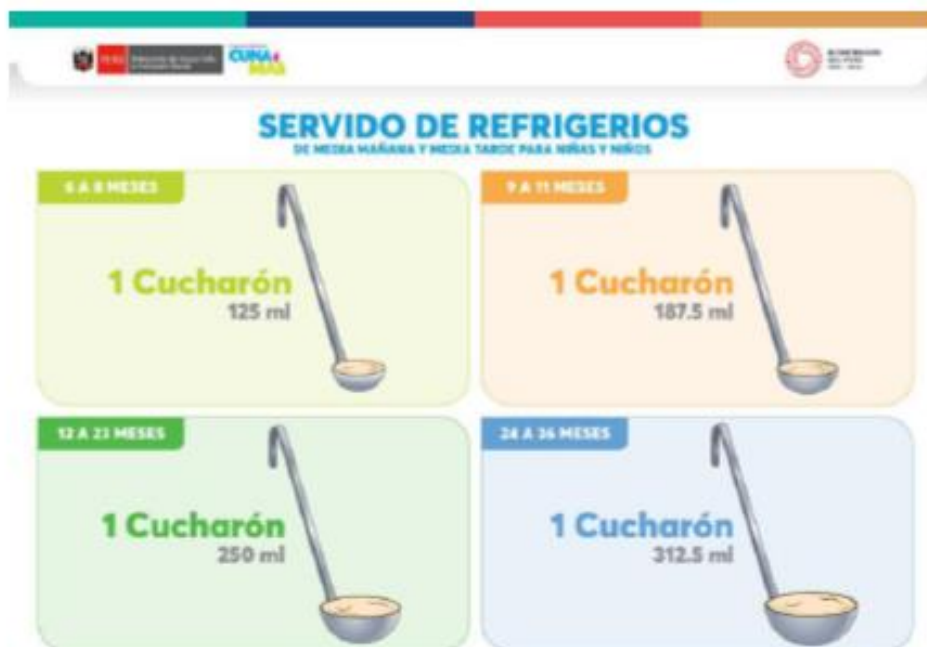 PERÚ
CUNA MÁS
SERVIDO DE REFRIGERIOS
DE MEDIA MAÑANA Y MEDIA TARDE PARA NIÑAS Y NIÑOS
6 A 8 MESES
1 Cucharón
125 ml
9 A 11 MESES
1 Cucharón
187.5 ml
12 A 23 MESES
1 Cucharón
250 ml
24 A 36 MESES
1 Cucharón
312.5 ml